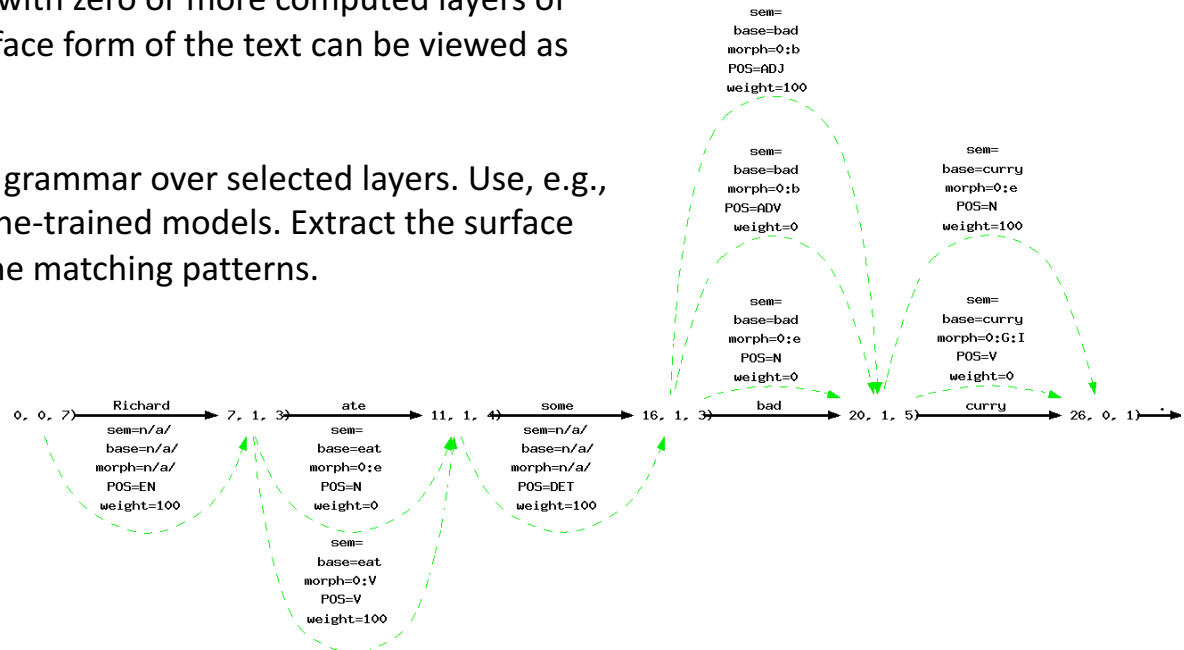 with zero or more computed layers of
face form of the text can be viewed as
grammar over selected layers. Use, e.g.,
ne-trained models. Extract the surface
ne matching patterns.
sem=
base=bad
morph=0:b
POS=ADJ
weight=100
sem=
base=bad
morph=0:b
POS=ADV
weight=0
sem=
base=curry
morph=0:e
POS=N
weight=100
sem=
base=bad
morph=0:e
POS=N
weight=0
sem=
base=curry
morph=0:G:I
POS=V
weight=0
0, 0, 7) Richard 7, 1, 3) ate 11, 1, 4) some 16, 1, 3) bad 20, 1, 5) curry 26, 0, 1) .
sem=n/a/
base=n/a/
morph=n/a/
POS=EN
weight=100
sem=
base=eat
morph=0:e
POS=N
weight=0
sem=n/a/
base=n/a/
morph=n/a/
POS=DET
weight=100
sem=
base=eat
morph=0:V
POS=V
weight=100